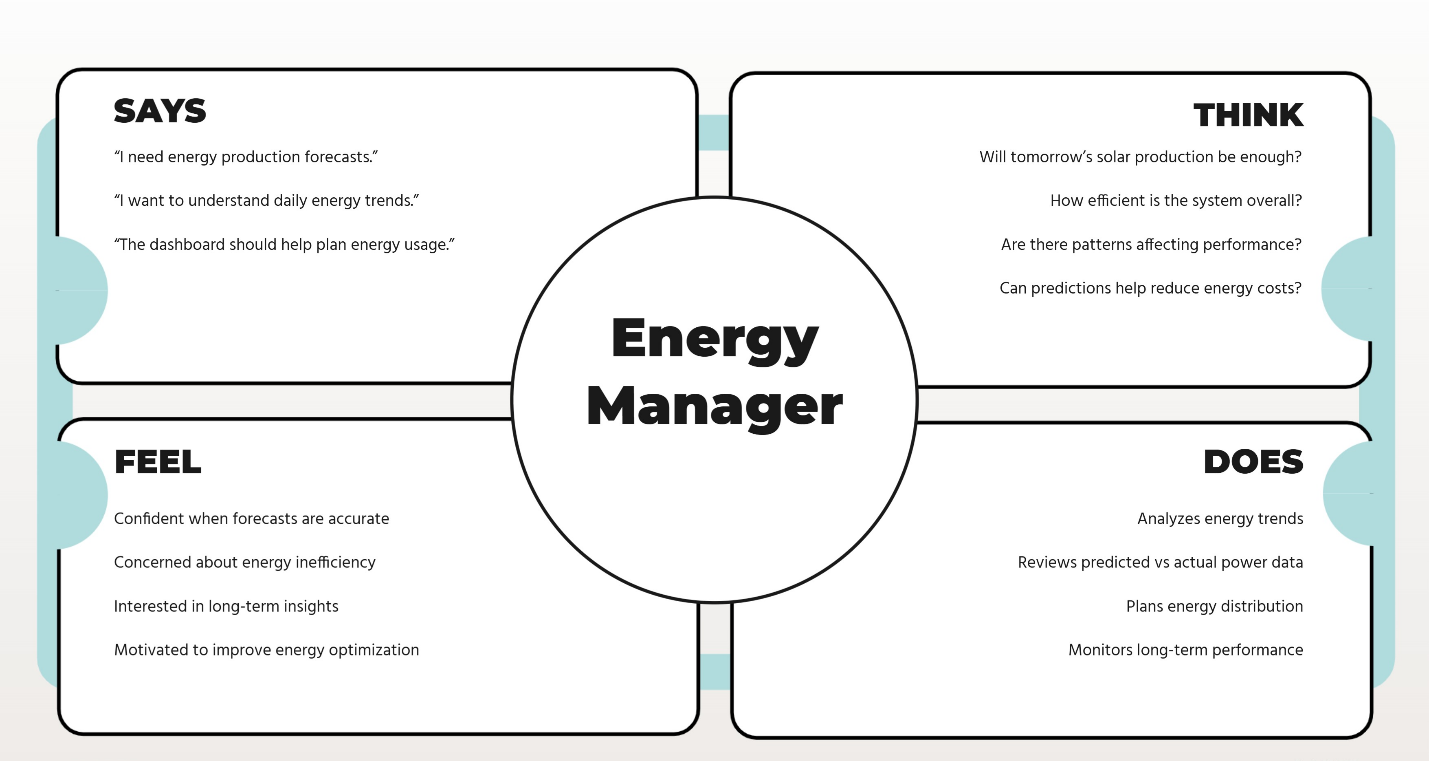 SAYS
“I need energy production forecasts.”
“I want to understand daily energy trends.”
“The dashboard should help plan energy usage.”
THINK
Will tomorrow’s solar production be enough?
How efficient is the system overall?
Are there patterns affecting performance?
Can predictions help reduce energy costs?
Energy
Manager
FEEL
Confident when forecasts are accurate
Concerned about energy inefficiency
Interested in long-term insights
Motivated to improve energy optimization
DOES
Analyzes energy trends
Reviews predicted vs actual power data
Plans energy distribution
Monitors long-term performance